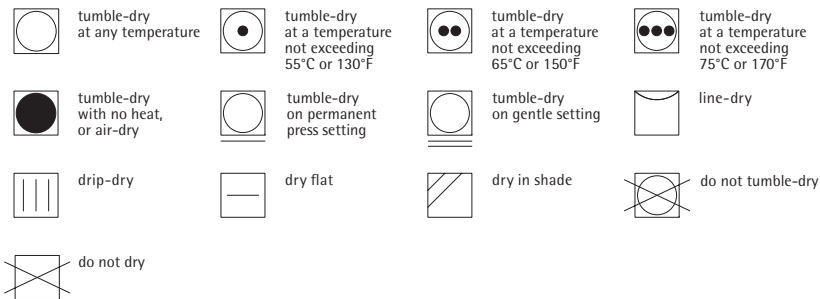 tumble-dry
at any temperature
tumble-dry
at a temperature
not exceeding
55°C or 130°F
tumble-dry
at a temperature
not exceeding
65°C or 150°F
tumble-dry
at a temperature
not exceeding
75°C or 170°F
tumble-dry
with no heat,
or air-dry
tumble-dry
on permanent
press setting
tumble-dry
on gentle setting
line-dry
drip-dry
dry flat
dry in shade
do not tumble-dry
do not dry